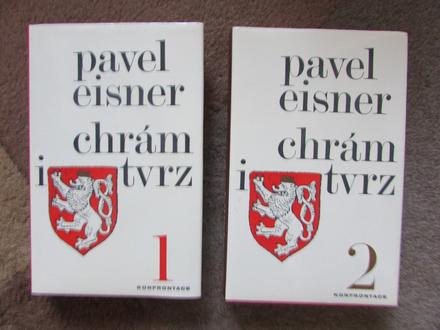 pavel
eisner
chrám
i tvrz
1
KONFRONTACE
pavel
eisner
chrám
i tvrz
2
KONFRONTACE